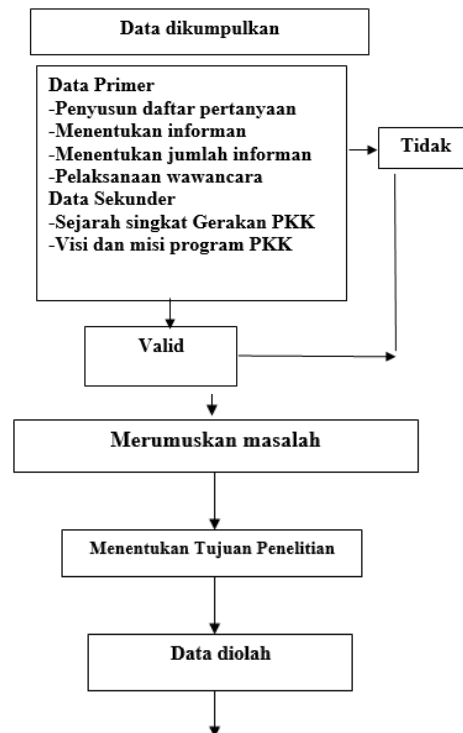 Data dikumpulkan
Data Primer
-Penyusun daftar pertanyaan
-Menentukan informan
-Menentukan jumlah informan
-Pelaksanaan wawancara
Data Sekunder
-Sejarah singkat Gerakan PKK
-Visi dan misi program PKK
Tidak
Valid
Merumuskan masalah
Menentukan Tujuan Penelitian
Data diolah